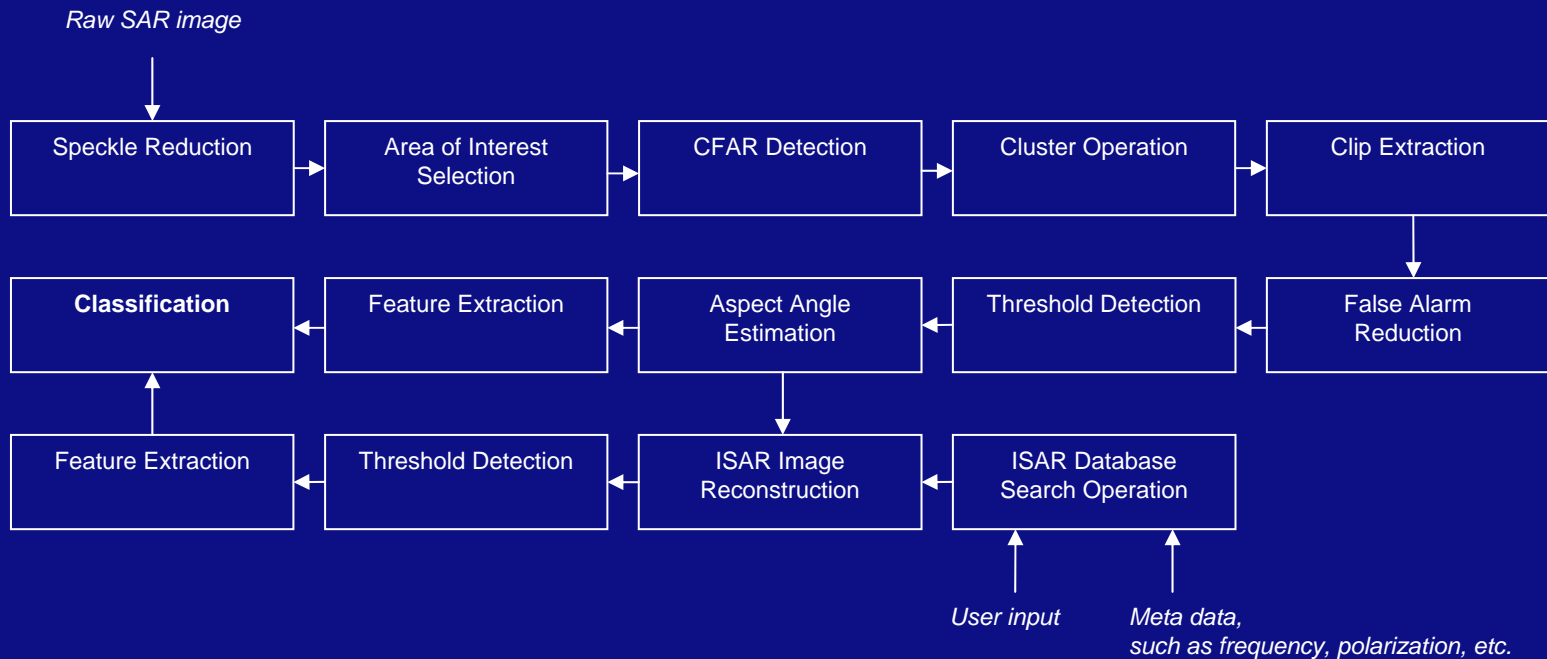 Raw SAR image
Speckle Reduction
Area of Interest
Selection
CFAR Detection
Cluster Operation
Clip Extraction
Classification
Feature Extraction
Aspect Angle
Estimation
Threshold Detection
False Alarm
Reduction
Feature Extraction
Threshold Detection
ISAR Image
Reconstruction
ISAR Database
Search Operation
User input
Meta data,
such as frequency, polarization, etc.